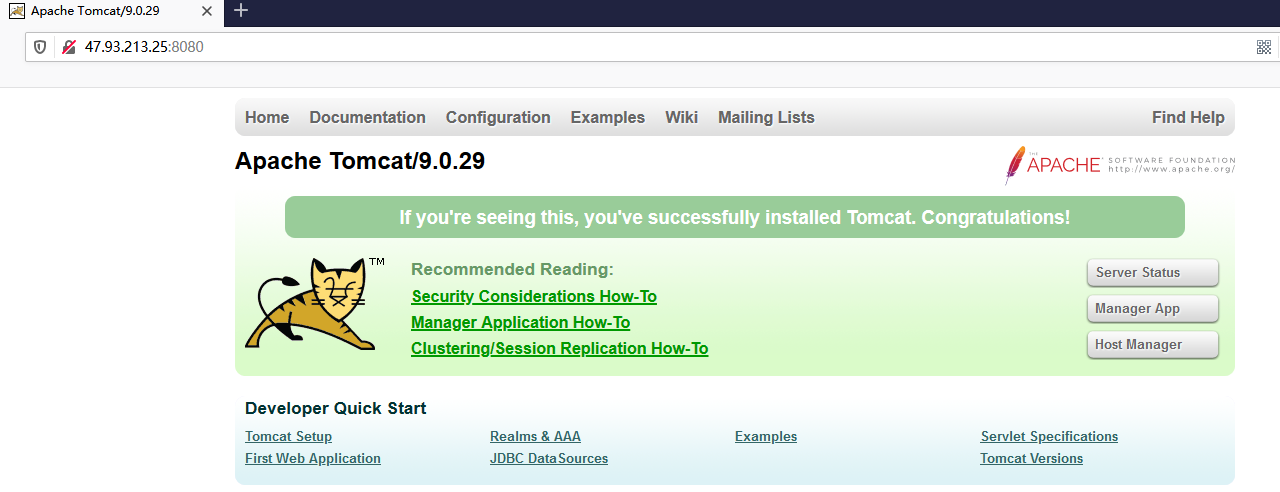 Apache Tomcat/9.0.29
47.93.213.25:8080
Home Documentation Configuration Examples Wiki Mailing Lists Find Help
Apache Tomcat/9.0.29
THE
APACHE® SOFTWARE FOUNDATION
http://www.apache.org/
If you're seeing this, you've successfully installed Tomcat. Congratulations!
TM
Recommended Reading:
Security Considerations How-To
Manager Application How-To
Clustering/Session Replication How-To
Server Status
Manager App
Host Manager
Developer Quick Start
Tomcat Setup Realms & AAA Examples Servlet Specifications
First Web Application JDBC DataSources Tomcat Versions